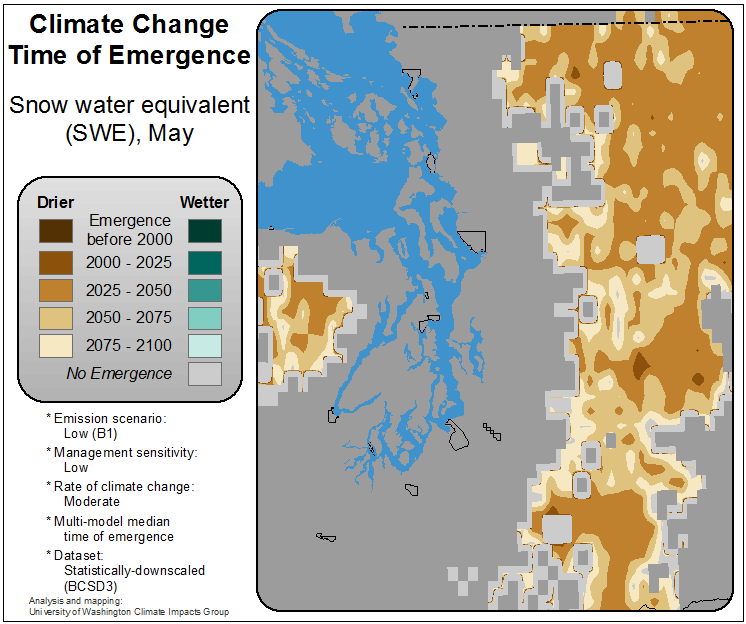 Climate Change
Time of Emergence
Snow water equivalent
(SWE), May
Drier
Wetter
Emergence
before 2000
2000 - 2025
2025 - 2050
2050 - 2075
2075 - 2100
No Emergence
* Emission scenario:
Low (B1)
* Management sensitivity:
Low
* Rate of climate change:
Moderate
* Multi-model median
time of emergence
* Dataset:
Statistically-downscaled
(BCSD3)
Analysis and mapping:
University of Washington Climate Impacts Group